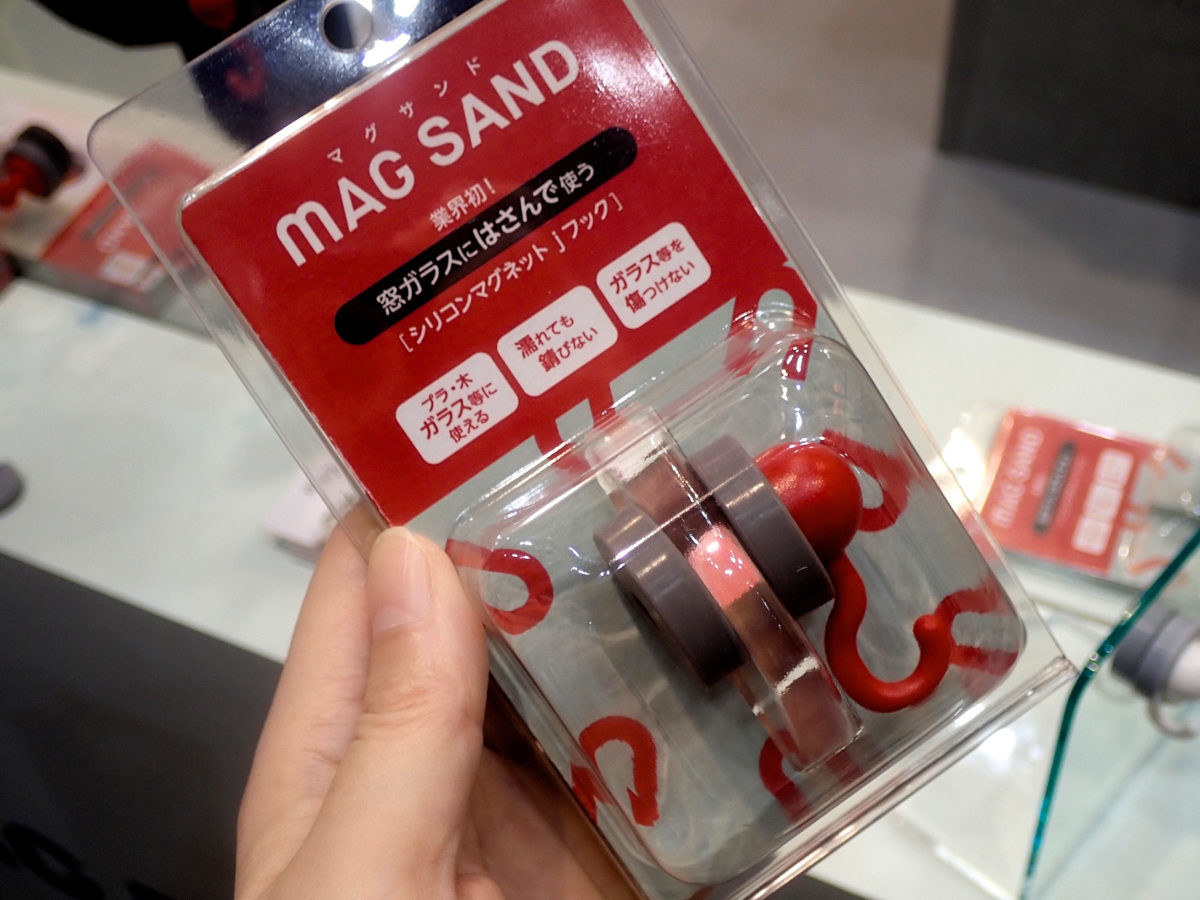 マグサンド
mAG SAND
業界初!
窓ガラスにはさんで使う
[シリコンマグネット Jフック]
プラ・木
ガラス等に
使える
濡れても
錆びない
ガラス等を
傷つけない
MAG SAND